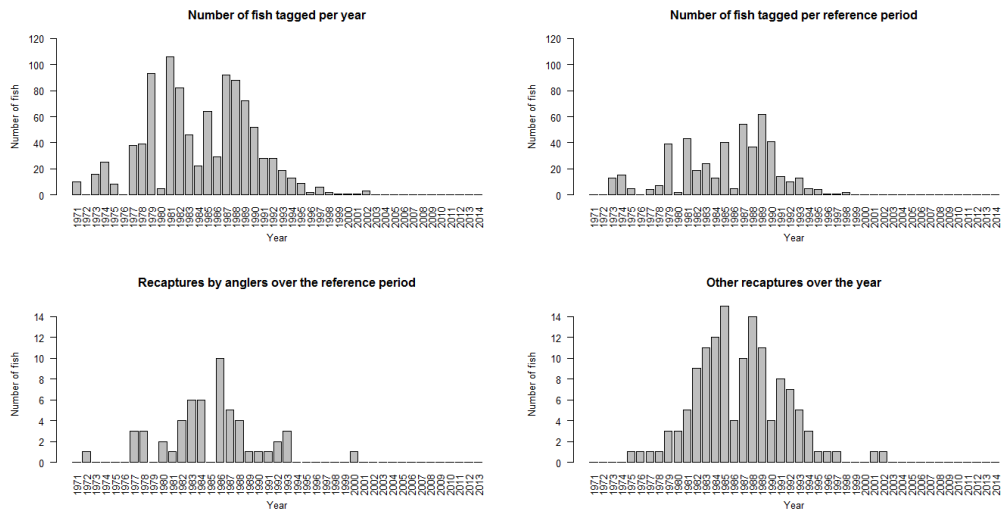 Number of fish tagged per year
Number of fish
120
100
80
60
40
20
0
1971 1972 1973 1974 1975 1976 1977 1978 1979 1980 1981 1982 1983 1984 1985 1986 1987 1988 1989 1990 1991 1992 1993 1994 1995 1996 1997 1998 1999 2000 2001 2002 2003 2004 2005 2006 2007 2008 2009 2010 2011 2012 2013 2014
Year
Number of fish tagged per reference period
Number of fish
120
100
80
60
40
20
0
1971 1972 1973 1974 1975 1976 1977 1978 1979 1980 1981 1982 1983 1984 1985 1986 1987 1988 1989 1990 1991 1992 1993 1994 1995 1996 1997 1998 1999 2000 2001 2002 2003 2004 2005 2006 2007 2008 2009 2010 2011 2012 2013 2014
Year
Recaptures by anglers over the reference period
Number of fish
14
12
10
8
6
4
2
0
1971 1972 1973 1974 1975 1976 1977 1978 1979 1980 1981 1982 1983 1984 1985 1986 1987 1988 1989 1990 1991 1992 1993 1994 1995 1996 1997 1998 1999 2000 2001 2002 2003 2004 2005 2006 2007 2008 2009 2010 2011 2012 2013
Year
Other recaptures over the year
Number of fish
14
12
10
8
6
4
2
0
1971 1972 1973 1974 1975 1976 1977 1978 1979 1980 1981 1982 1983 1984 1985 1986 1987 1988 1989 1990 1991 1992 1993 1994 1995 1996 1997 1998 1999 2000 2001 2002 2003 2004 2005 2006 2007 2008 2009 2010 2011 2012 2013 2014
Year